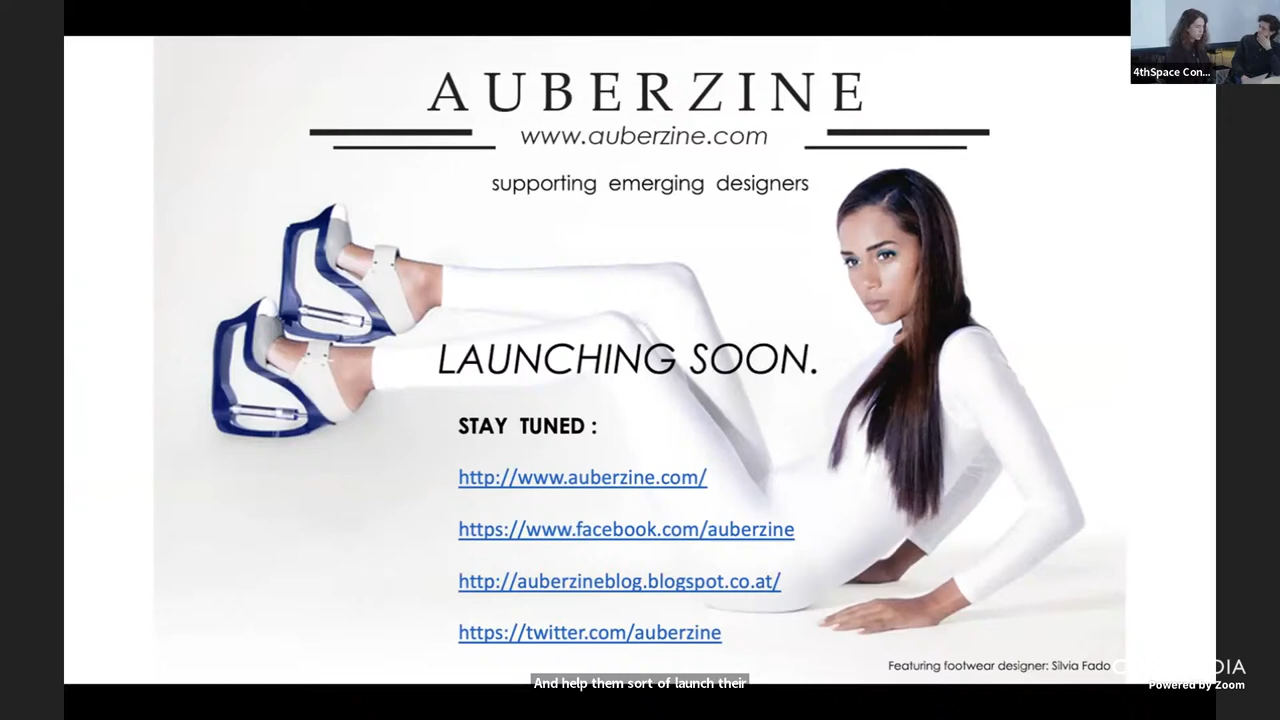 AUBERZINE
www.auberzine.com
supporting emerging designers
LAUNCHING SOON.
STAY TUNED :
http://www.auberzine.com/
https://www.facebook.com/auberzine
http://auberzineblog.blogspot.co.at/
https://twitter.com/auberzine
Featuring footwear designer: Silvia Fado
And help them sort of launch their
4thSpace Con...
Powered by Zoom